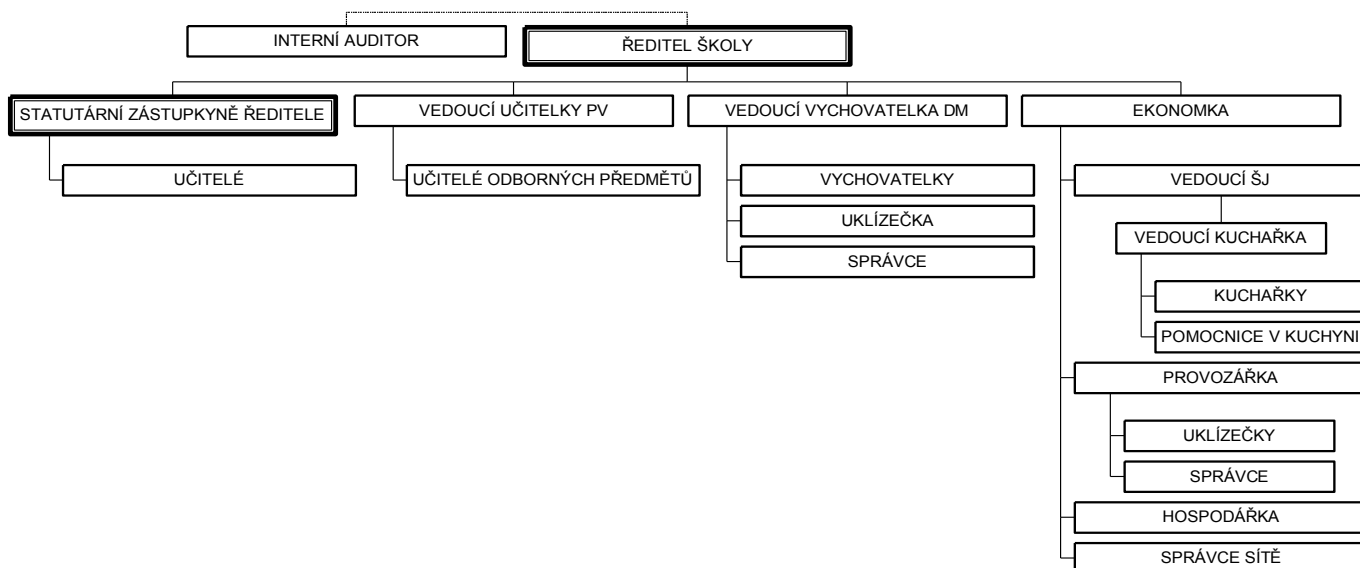 INTERNÍ AUDITOR
ŘEDITEL ŠKOLY
STATUTÁRNÍ ZÁSTUPKYNĚ ŘEDITELE
VEDOUCÍ UČITELKY PV
VEDOUCÍ VYCHOVATELKA DM
EKONOMKA
UČITELÉ
UČITELÉ ODBORNÝCH PŘEDMĚTŮ
VYCHOVATELKY
UKLÍZEČKA
SPRÁVCE
VEDOUCÍ ŠJ
VEDOUCÍ KUCHAŘKA
KUCHAŘKY
POMOCNICE V KUCHYNI
PROVOZÁŘKA
UKLÍZEČKY
SPRÁVCE
HOSPODÁŘKA
SPRÁVCE SÍTĚ